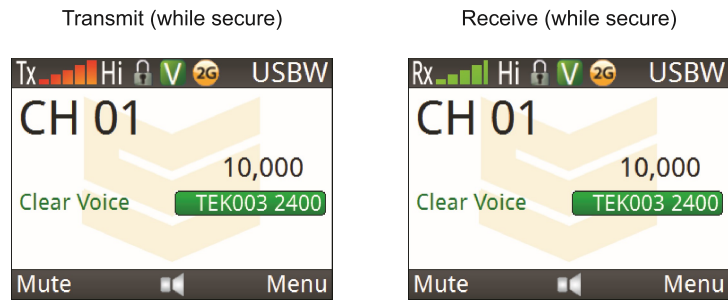 Transmit (while secure)
Tx Hi V 2G USBW
CH 01
10,000
Clear Voice TEK003 2400
Mute Menu
Receive (while secure)
Rx Hi V 2G USBW
CH 01
10,000
Clear Voice TEK003 2400
Mute Menu